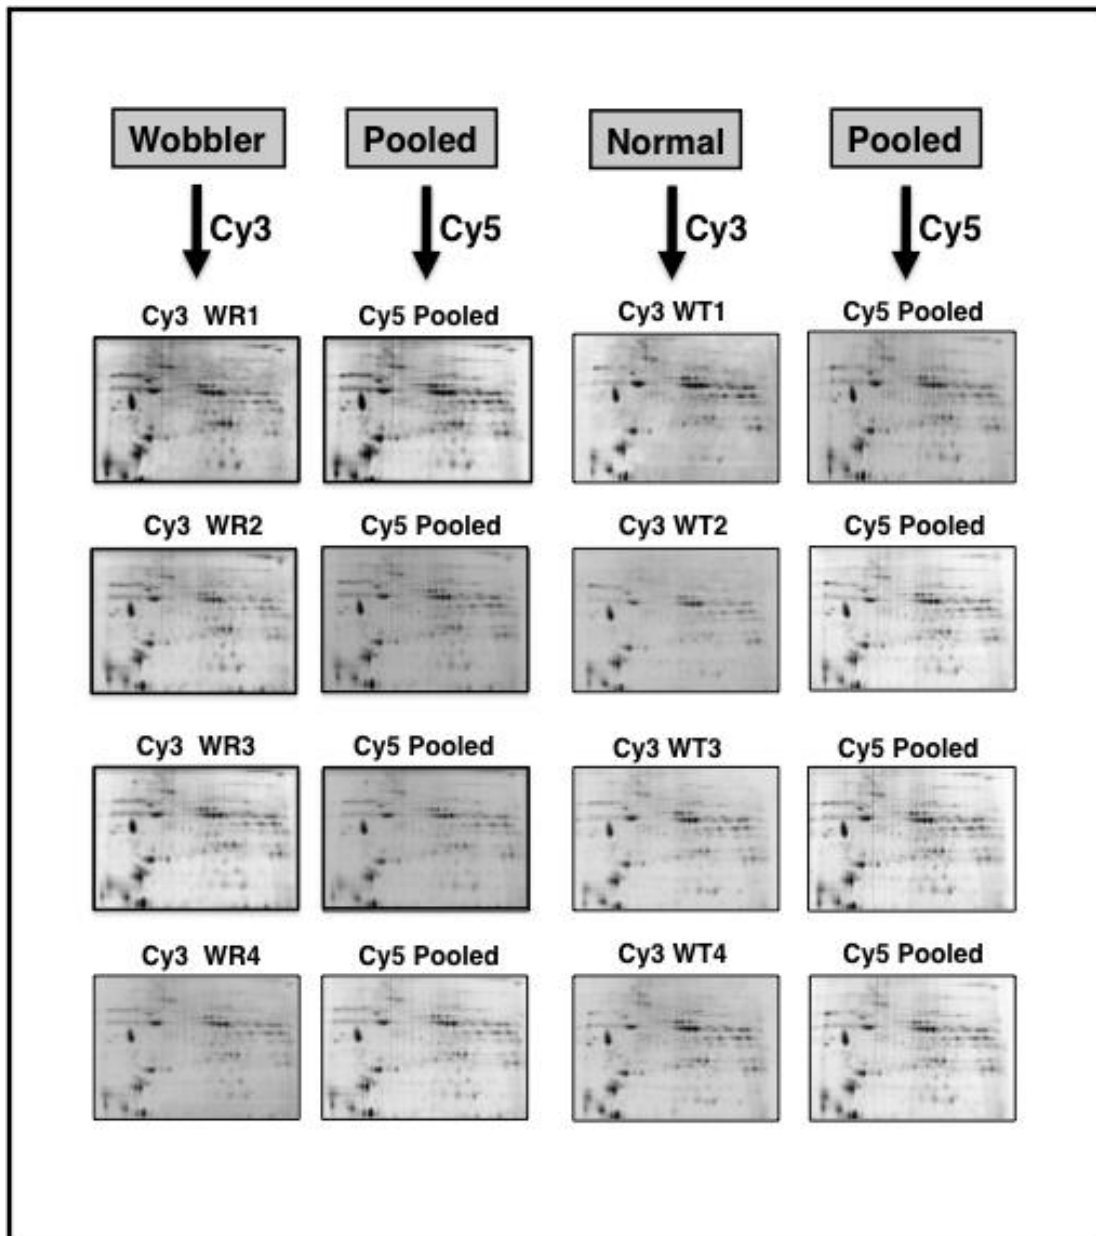 Wobbler Pooled Normal Pooled
Cy3 Cy5 Cy3 Cy5
Cy3 WR1 Cy5 Pooled Cy3 WT1 Cy5 Pooled
Cy3 WR2 Cy5 Pooled Cy3 WT2 Cy5 Pooled
Cy3 WR3 Cy5 Pooled Cy3 WT3 Cy5 Pooled
Cy3 WR4 Cy5 Pooled Cy3 WT4 Cy5 Pooled